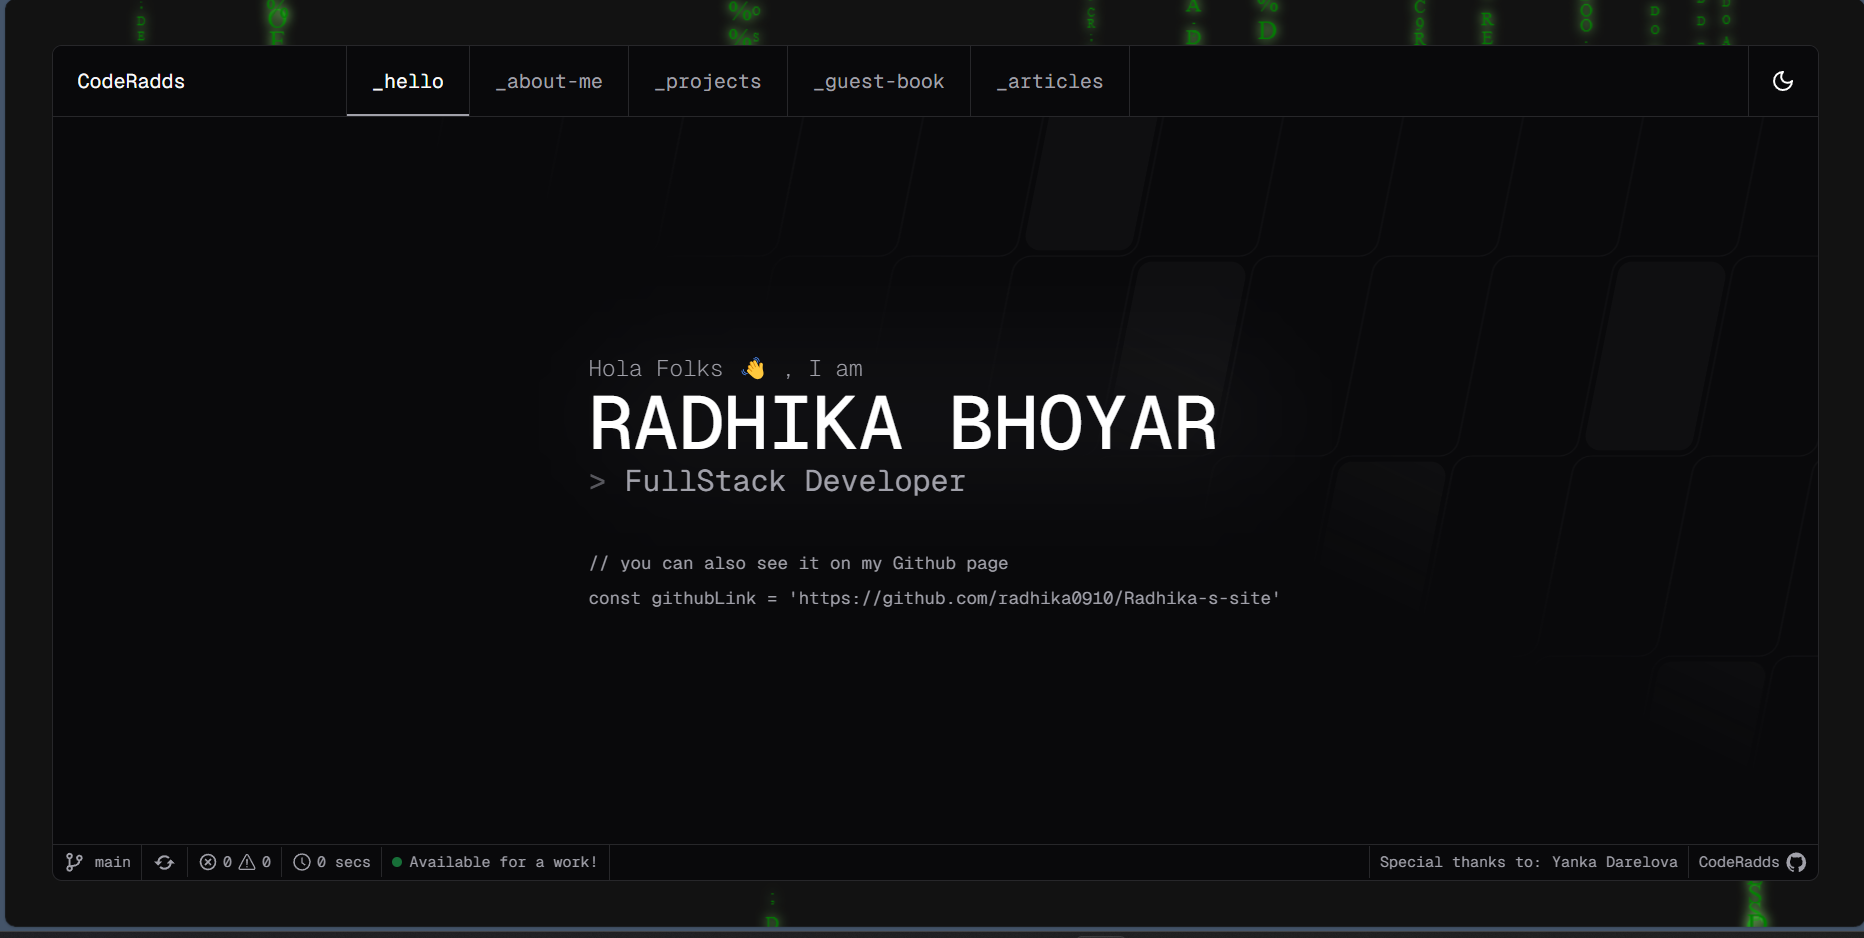 CodeRadds
_hello
_about-me
_projects
_guest-book
_articles
Hola Folks 👋 , I am
RADHIKA BHOYAR
> FullStack Developer
// you can also see it on my Github page
const githubLink = 'https://github.com/radhika0910/Radhika-s-site'
main
0
0
0 secs
Available for a work!
Special thanks to: Yanka Darelova
CodeRadds